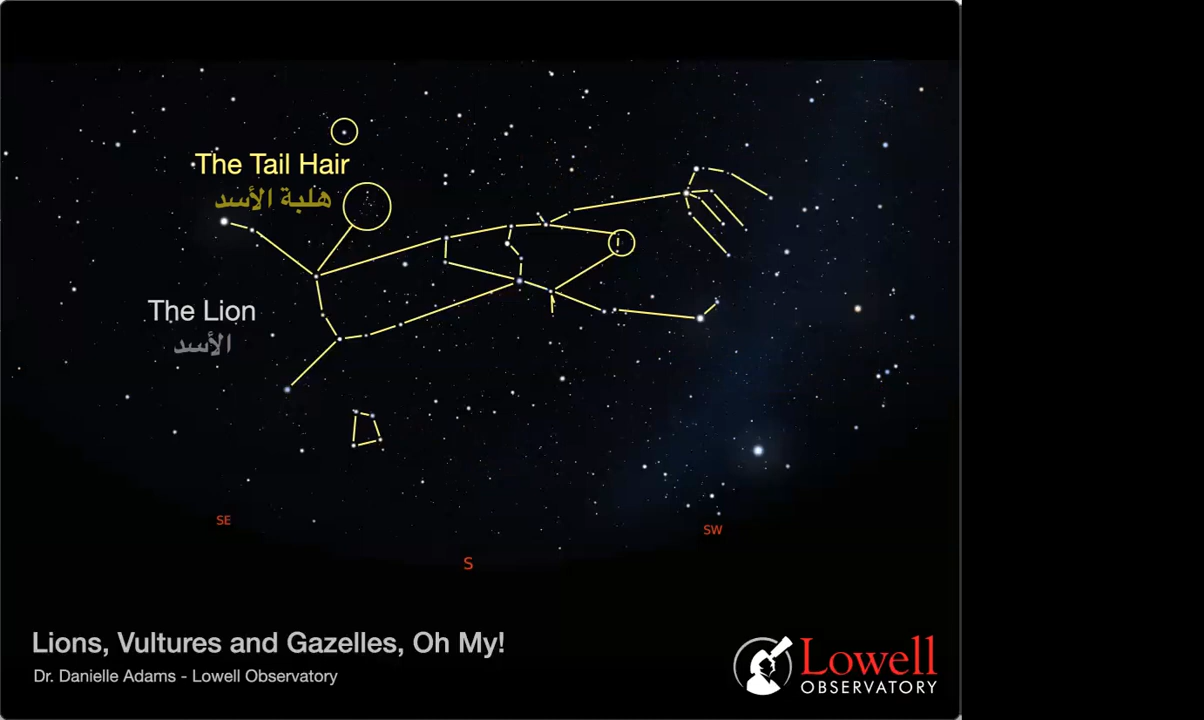 The Tail Hair
هلبة الأسد
The Lion
الأسد
SE
SW
S
Lions, Vultures and Gazelles, Oh My!
Dr. Danielle Adams - Lowell Observatory
Lowell
OBSERVATORY